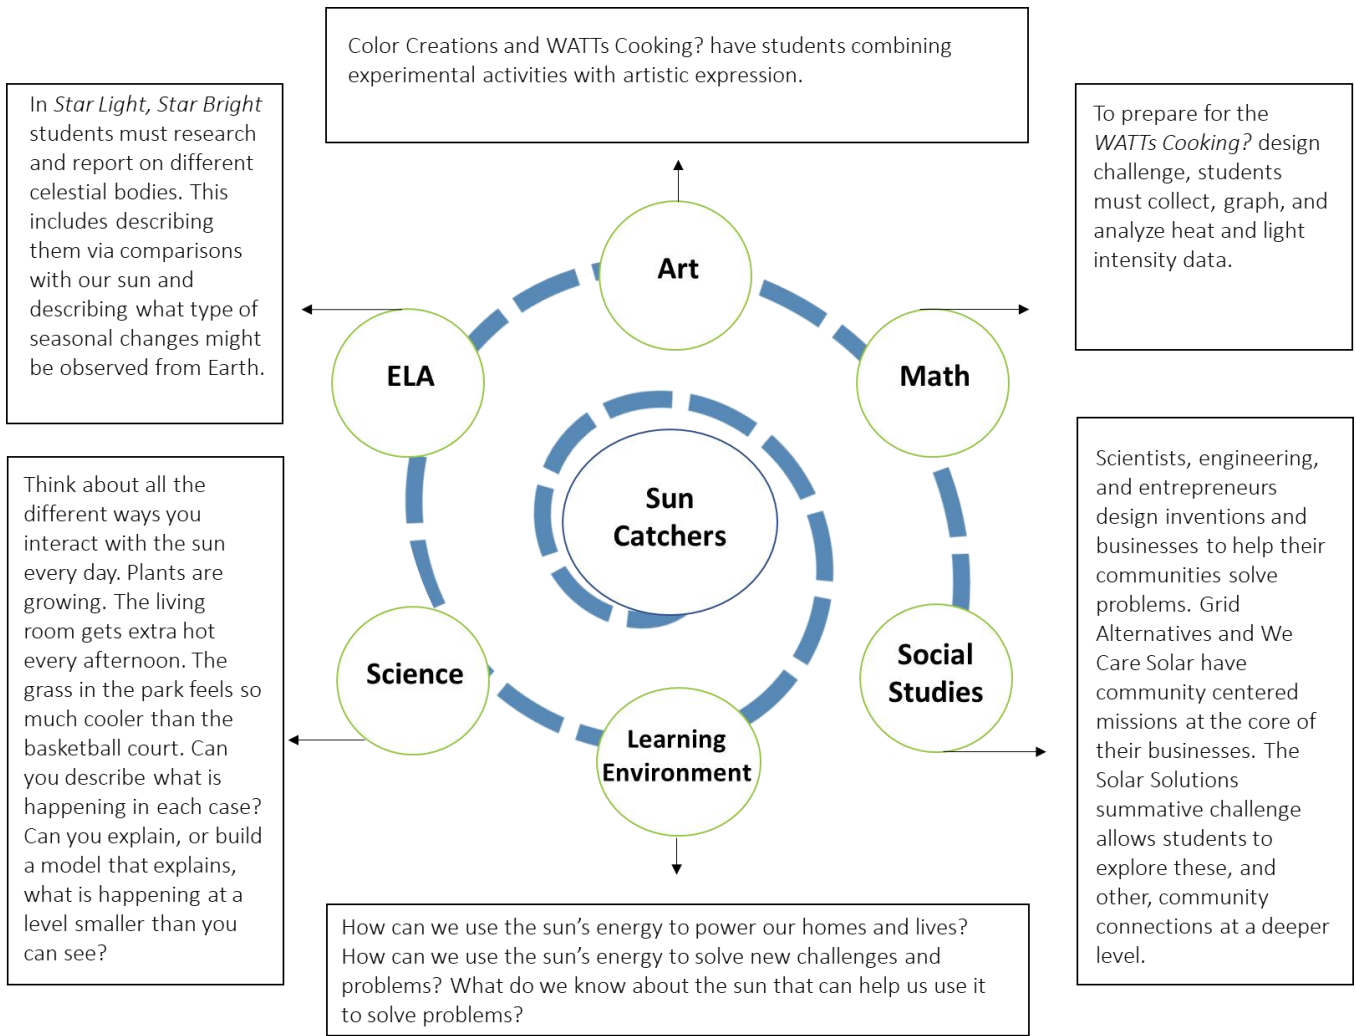 Color Creations and WATTs Cooking? have students combining
experimental activities with artistic expression.
In Star Light, Star Bright
students must research
and report on different
celestial bodies. This
includes describing
them via comparisons
with our sun and
describing what type of
seasonal changes might
be observed from Earth.
To prepare for the
WATTs Cooking? design
challenge, students
must collect, graph, and
analyze heat and light
intensity data.
Art
ELA
Math
Sun
Catchers
Science
Social
Studies
Learning
Environment
Think about all the
different ways you
interact with the sun
every day. Plants are
growing. The living
room gets extra hot
every afternoon. The
grass in the park feels so
much cooler than the
basketball court. Can
you describe what is
happening in each case?
Can you explain, or build
a model that explains,
what is happening at a
level smaller than you
can see?
Scientists, engineering,
and entrepreneurs
design inventions and
businesses to help their
communities solve
problems. Grid
Alternatives and We
Care Solar have
community centered
missions at the core of
their businesses. The
Solar Solutions
summative challenge
allows students to
explore these, and
other, community
connections at a deeper
level.
How can we use the sun’s energy to power our homes and lives?
How can we use the sun’s energy to solve new challenges and
problems? What do we know about the sun that can help us use it
to solve problems?